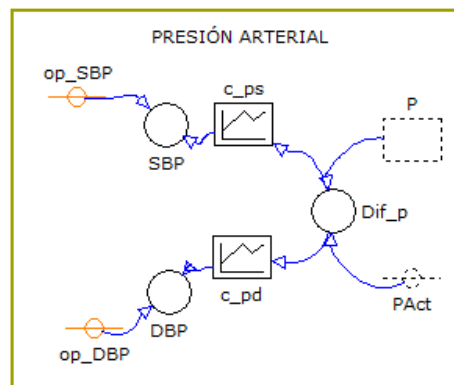 PRESIÓN ARTERIAL
op_SBP
c_ps
P
SBP
Dif_p
c_pd
PAct
DBP
op_DBP